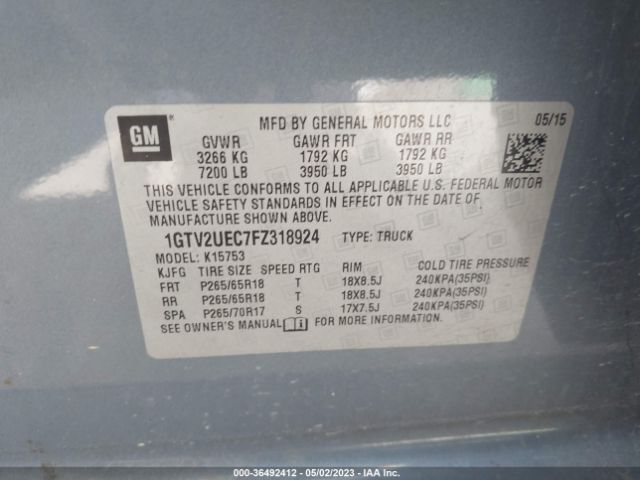 GM
®
MFD BY GENERAL MOTORS LLC 05/15
GVWR GAWR FRT GAWR RR
3266 KG 1792 KG 1792 KG
7200 LB 3950 LB 3950 LB
THIS VEHICLE CONFORMS TO ALL APPLICABLE U.S. FEDERAL MOTOR
VEHICLE SAFETY STANDARDS IN EFFECT ON THE DATE OF
MANUFACTURE SHOWN ABOVE.
1GTV2UEC7FZ318924 TYPE: TRUCK
MODEL: K15753
KJFG TIRE SIZE SPEED RTG RIM COLD TIRE PRESSURE
FRT P265/65R18 T 18X8.5J 240KPA(35PSI)
RR P265/65R18 T 18X8.5J 240KPA(35PSI)
SPA P265/70R17 S 17X7.5J 240KPA(35PSI)
SEE OWNER'S MANUAL FOR MORE INFORMATION.
000-36492412 - 05/02/2023 - IAA Inc.